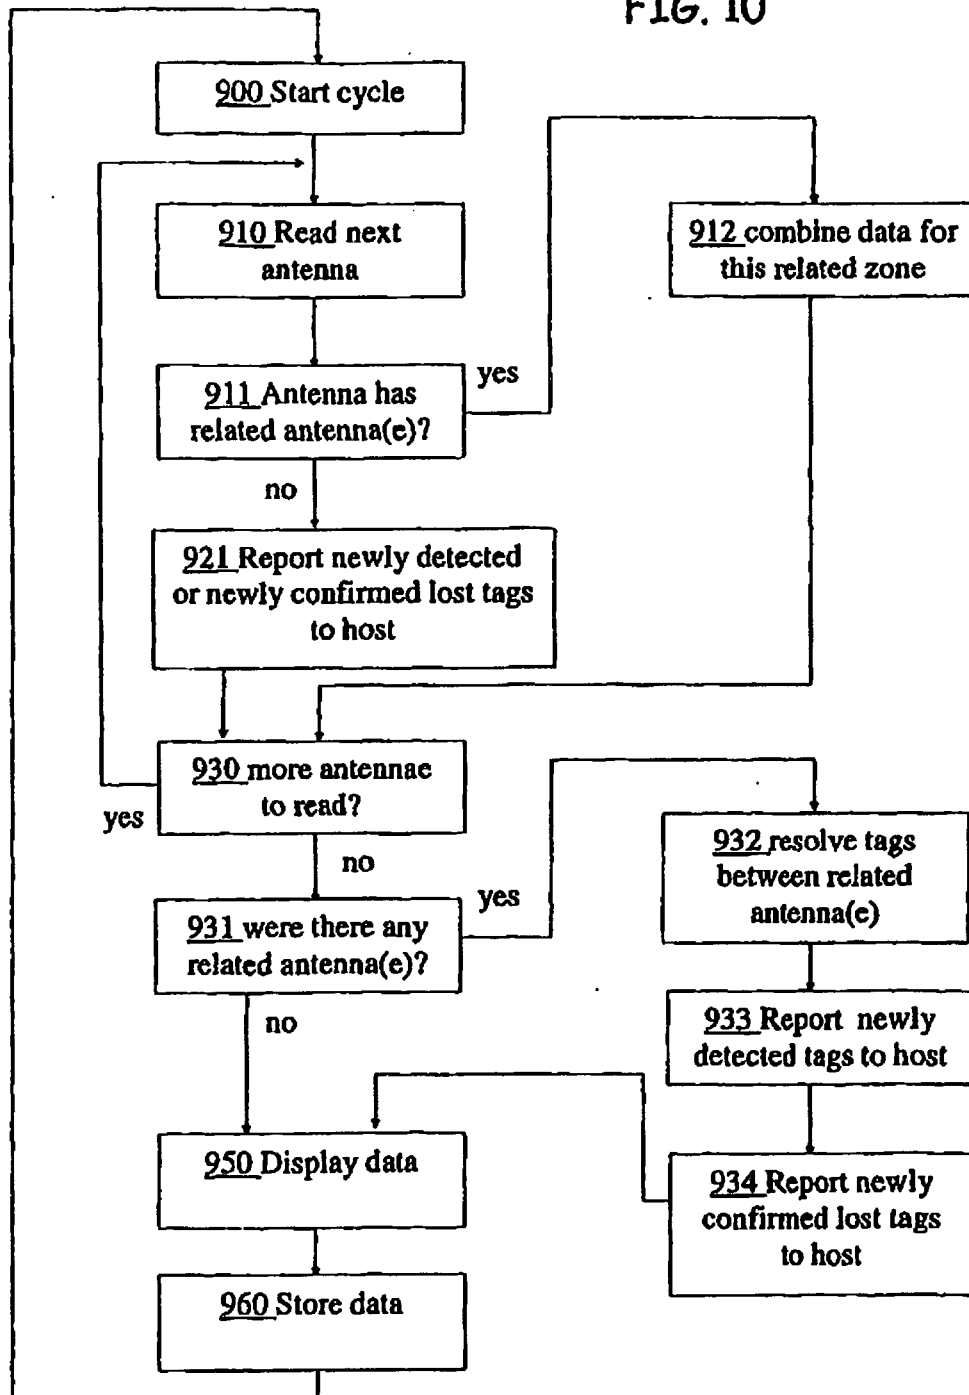 FIG. 10
900 Start cycle
910 Read next
antenna
912 combine data for
this related zone
911 Antenna has
related antenna(e)?
yes
no
921 Report newly detected
or newly confirmed lost tags
to host
930 more antennae
to read?
yes
no
931 were there any
related antenna(e)?
yes
no
932 resolve tags
between related
antenna(e)
933 Report newly
detected tags to host
934 Report newly
confirmed lost tags
to host
950 Display data
960 Store data